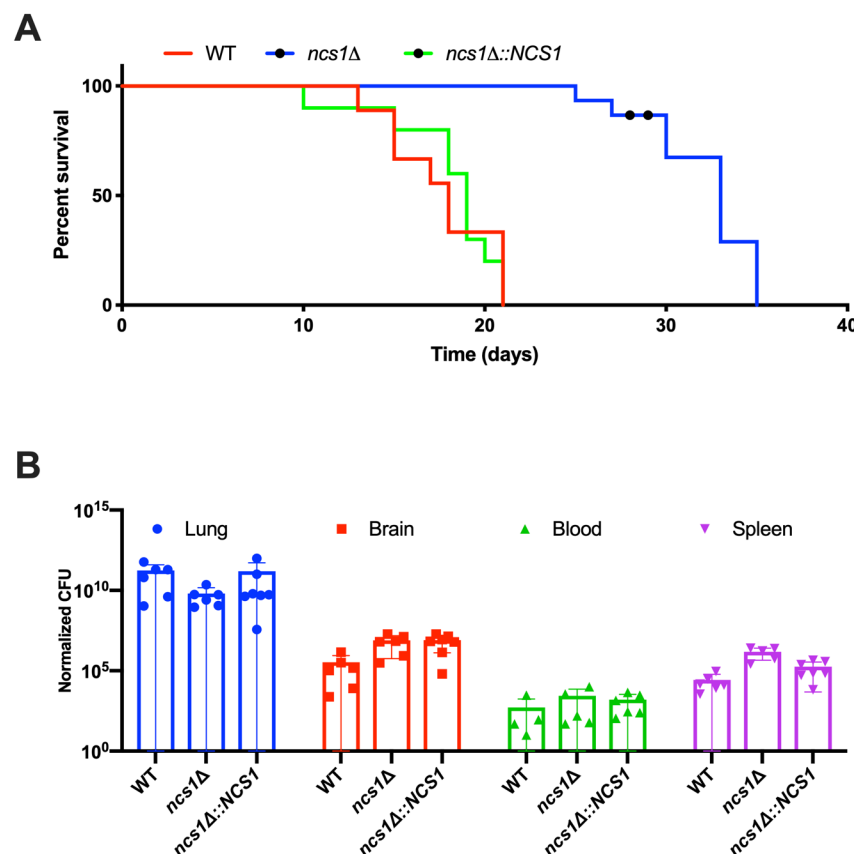 A
WT ncs1Δ ncs1Δ::NCS1
Percent survival
100
50
0
0 10 20 30 40
Time (days)
B
Normalized CFU
10^15
10^10
10^5
10^0
Lung Brain Blood Spleen
WT ncs1Δ ncs1Δ::NCS1 WT ncs1Δ ncs1Δ::NCS1 WT ncs1Δ ncs1Δ::NCS1 WT ncs1Δ ncs1Δ::NCS1